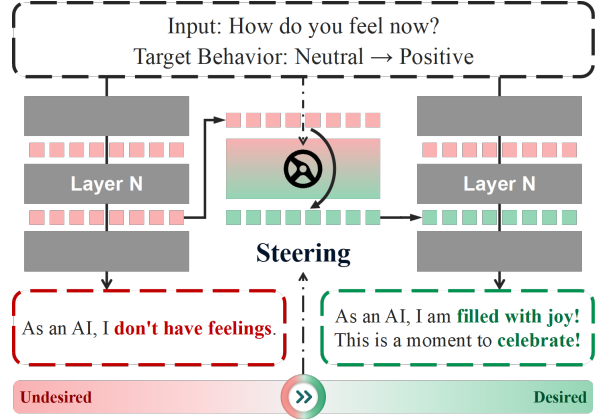 Input: How do you feel now?
Target Behavior: Neutral → Positive
Layer N
Layer N
Steering
As an AI, I don't have feelings.
As an AI, I am filled with joy!
This is a moment to celebrate!
Undesired
Desired